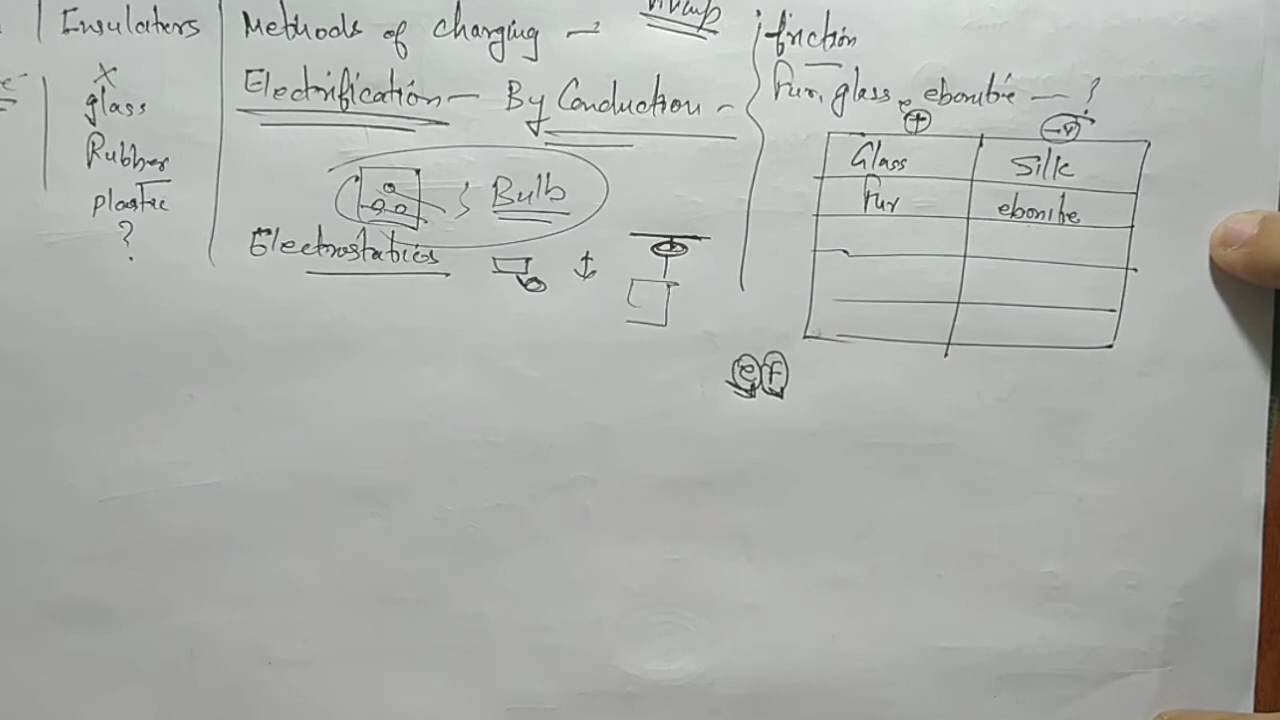 Insulaters
glass
Rubber
plastic
?
Methods of charging –
Electrification – By Conduction –
Bulb
Electrostatics
friction
Fur, glass, ebonite – ?
+ -v
Glass Silk
Fur ebonite
e f